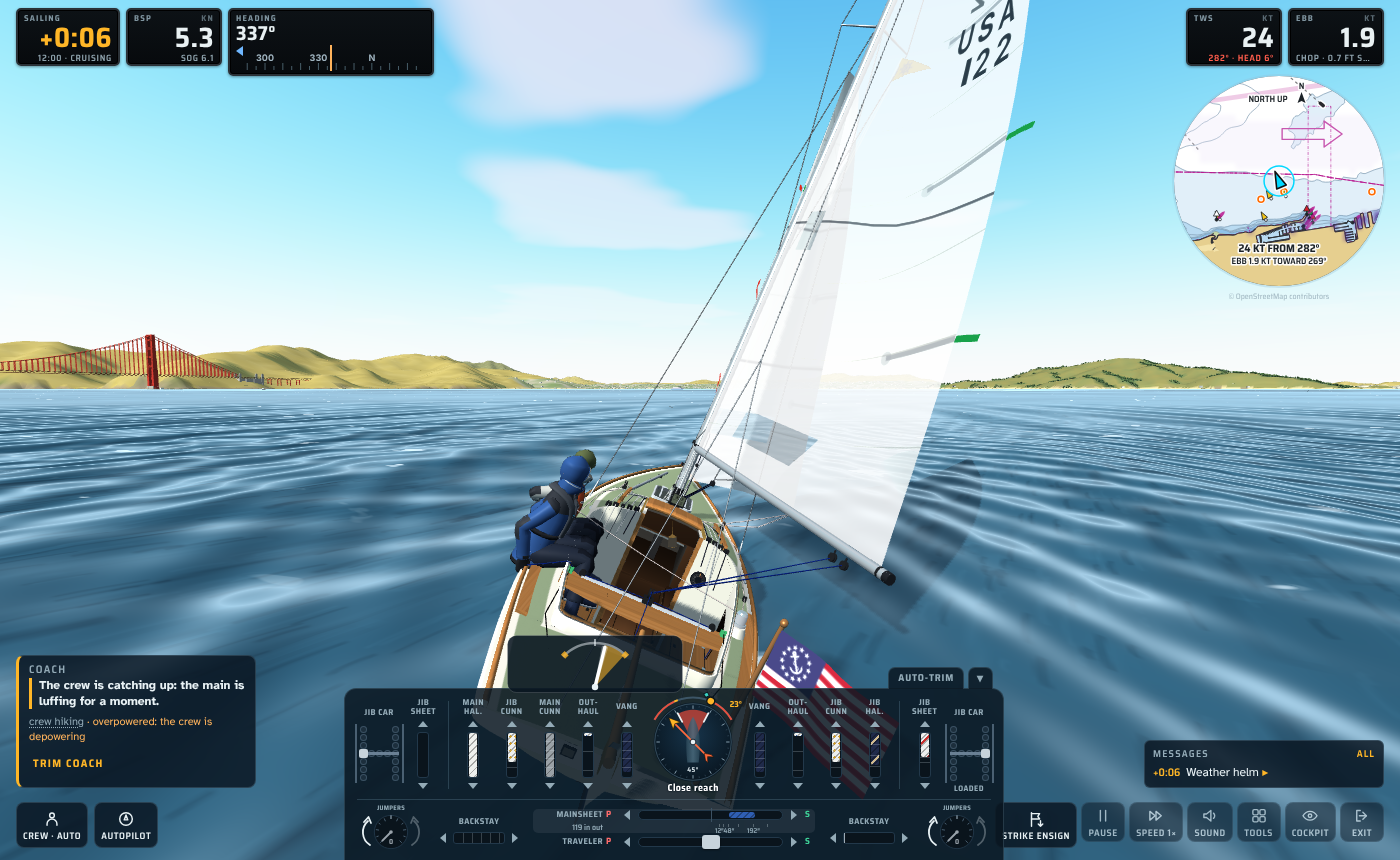 SAILING
+0:06
12:00 · CRUISING
BSP KN
5.3
SOG 6.1
HEADING
337°
300 330 N
TWS KT
24
282° · HEAD 6°
EBB KT
1.9
CHOP · 0.7 FT S...
USA
122
NORTH UP
N
24 KT FROM 282°
EBB 1.9 KT TOWARD 269°
© OpenStreetMap contributors
COACH
The crew is catching up: the main is
luffing for a moment.
crew hiking · overpowered: the crew is
depowering
TRIM COACH
CREW · AUTO
AUTOPILOT
AUTO-TRIM
▼
JIB CAR
JIB SHEET
MAIN HAL.
JIB CUNN
MAIN CUNN
OUT-HAUL
VANG
23°
45°
Close reach
VANG
OUT-HAUL
JIB CUNN
JIB HAL.
JIB SHEET
JIB CAR
LOADED
JUMPERS
0
BACKSTAY
MAINSHEET P
119 in out
12°48° 192°
S
TRAVELER P
S
BACKSTAY
JUMPERS
0
MESSAGES ALL
+0:06 Weather helm ▸
STRIKE ENSIGN
PAUSE
SPEED 1×
SOUND
TOOLS
COCKPIT
EXIT